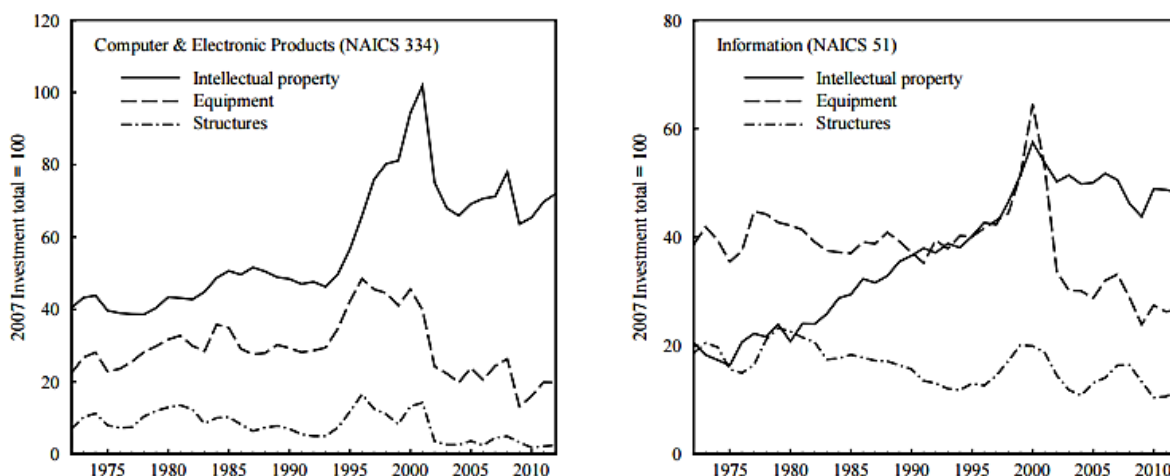 2007 Investment total = 100
120
100
80
60
40
20
0
Computer & Electronic Products (NAICS 334)
Intellectual property
Equipment
Structures
1975 1980 1985 1990 1995 2000 2005 2010
2007 Investment total = 100
80
60
40
20
0
Information (NAICS 51)
Intellectual property
Equipment
Structures
1975 1980 1985 1990 1995 2000 2005 2010